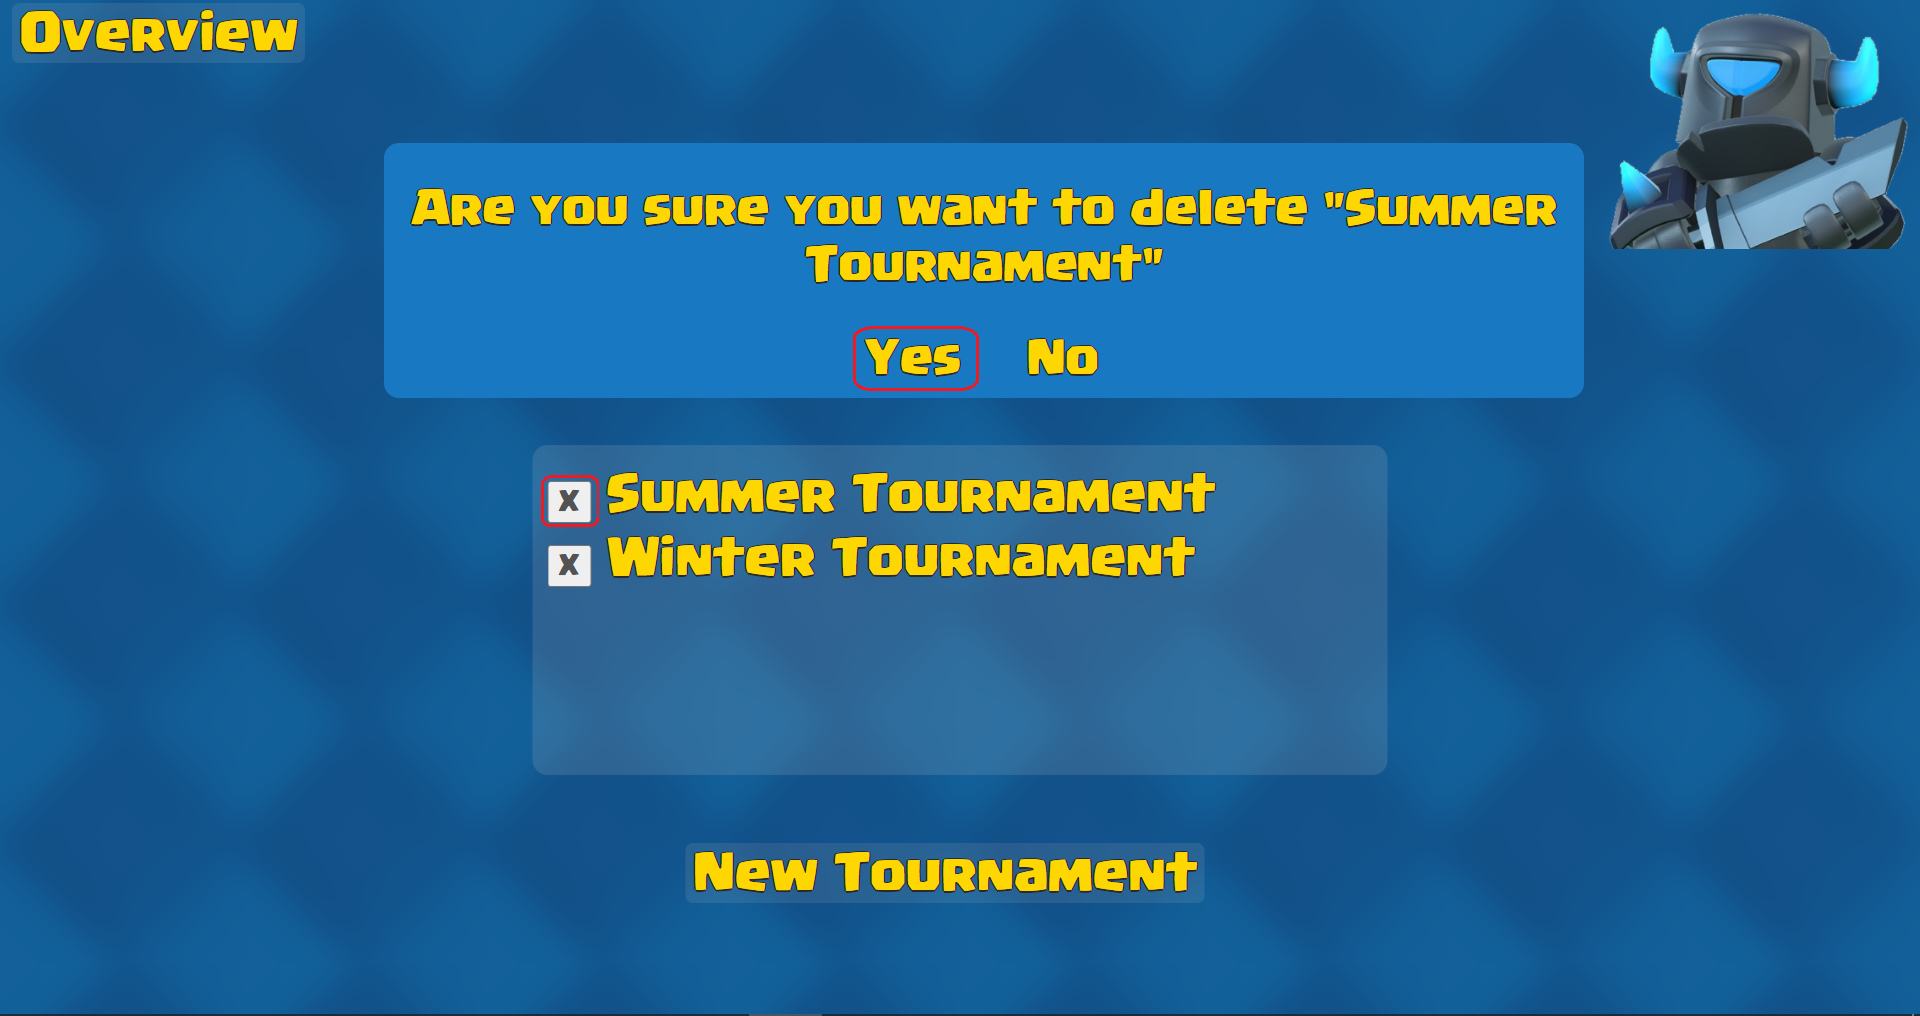 Overview
Are you sure you want to delete "Summer
Tournament"
Yes No
X Summer Tournament
X Winter Tournament
New Tournament